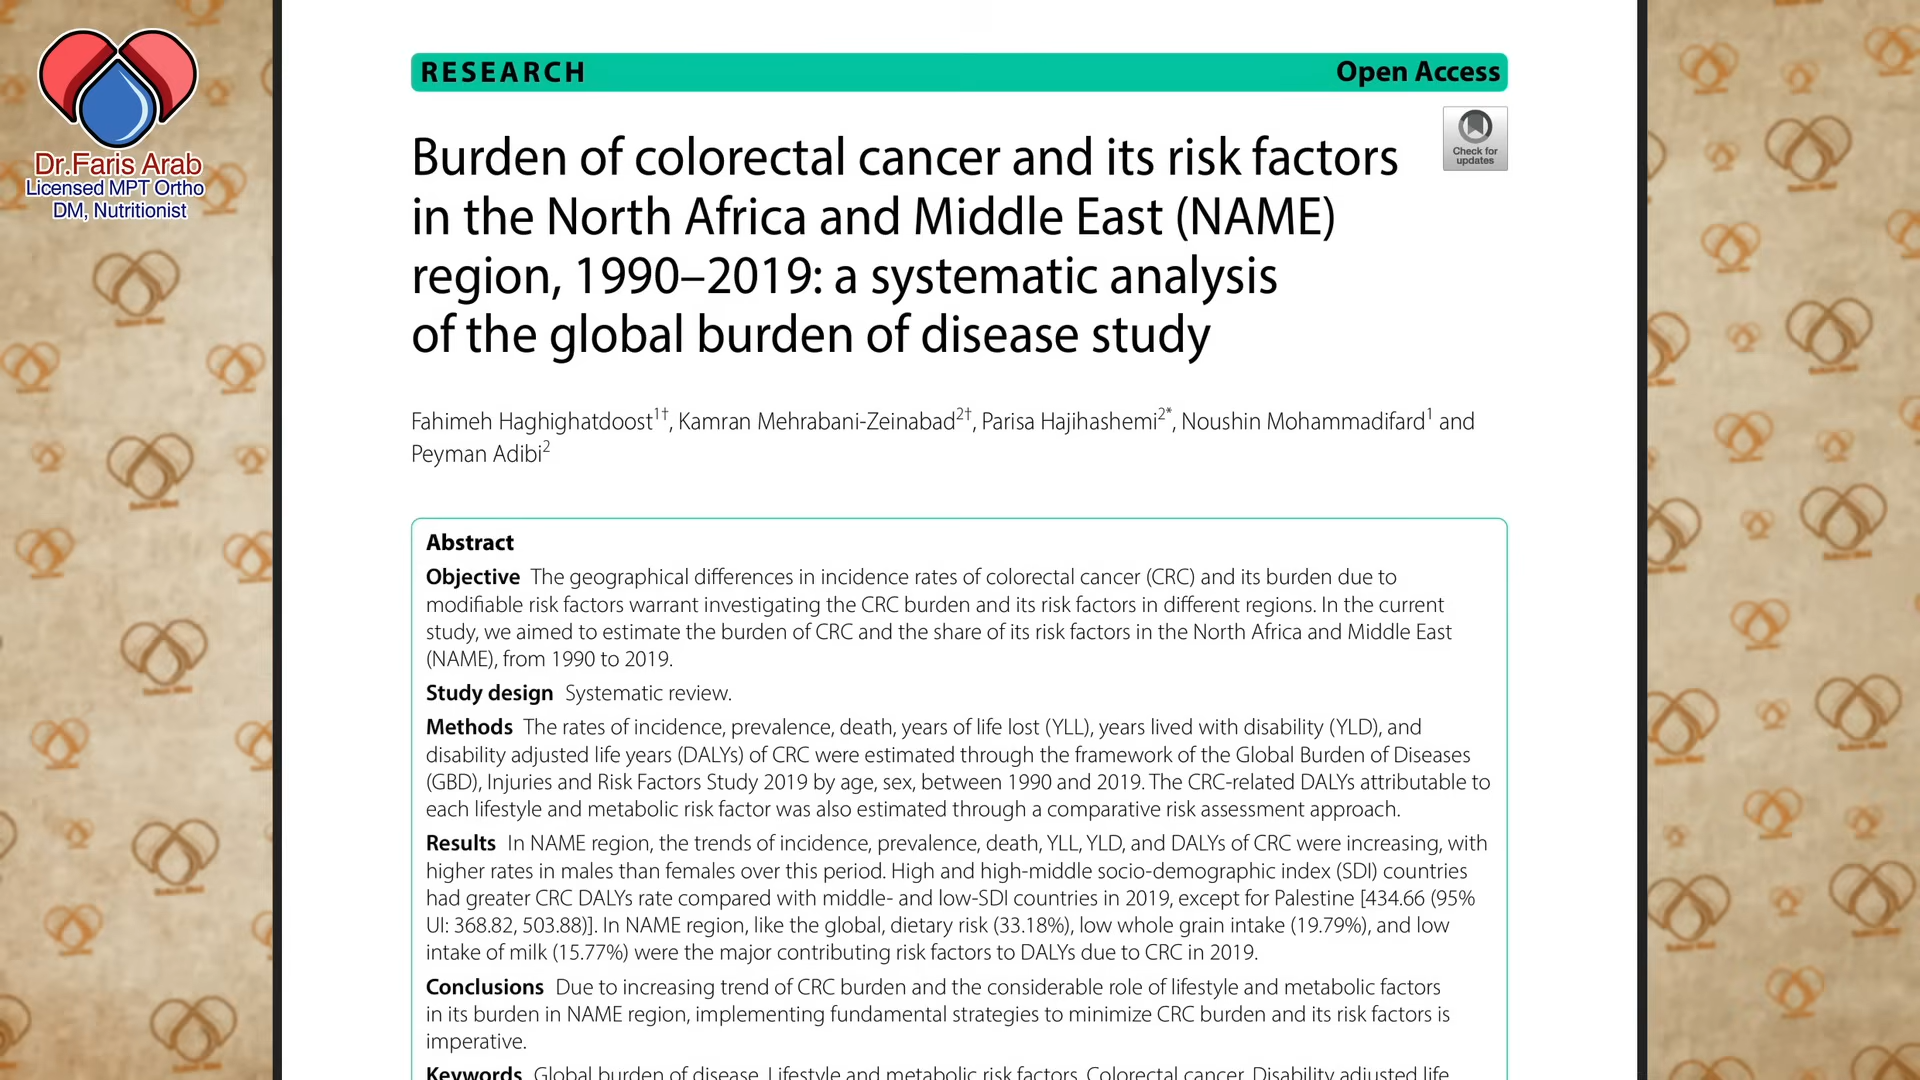 Dr.Faris Arab
Licensed MPT Ortho
DM, Nutritionist
RESEARCH
Open Access
Check for
updates
Burden of colorectal cancer and its risk factors
in the North Africa and Middle East (NAME)
region, 1990–2019: a systematic analysis
of the global burden of disease study
Fahimeh Haghighatdoost1†, Kamran Mehrabani-Zeinabad2†, Parisa Hajihashemi2*, Noushin Mohammadifard1 and
Peyman Adibi2
Abstract
Objective The geographical differences in incidence rates of colorectal cancer (CRC) and its burden due to
modifiable risk factors warrant investigating the CRC burden and its risk factors in different regions. In the current
study, we aimed to estimate the burden of CRC and the share of its risk factors in the North Africa and Middle East
(NAME), from 1990 to 2019.
Study design Systematic review.
Methods The rates of incidence, prevalence, death, years of life lost (YLL), years lived with disability (YLD), and
disability adjusted life years (DALYs) of CRC were estimated through the framework of the Global Burden of Diseases
(GBD), Injuries and Risk Factors Study 2019 by age, sex, between 1990 and 2019. The CRC-related DALYs attributable to
each lifestyle and metabolic risk factor was also estimated through a comparative risk assessment approach.
Results In NAME region, the trends of incidence, prevalence, death, YLL, YLD, and DALYs of CRC were increasing, with
higher rates in males than females over this period. High and high-middle socio-demographic index (SDI) countries
had greater CRC DALYs rate compared with middle- and low-SDI countries in 2019, except for Palestine [434.66 (95%
UI: 368.82, 503.88)]. In NAME region, like the global, dietary risk (33.18%), low whole grain intake (19.79%), and low
intake of milk (15.77%) were the major contributing risk factors to DALYs due to CRC in 2019.
Conclusions Due to increasing trend of CRC burden and the considerable role of lifestyle and metabolic factors
in its burden in NAME region, implementing fundamental strategies to minimize CRC burden and its risk factors is
imperative.
Keywords Global burden of disease, Lifestyle and metabolic risk factors, Colorectal cancer, Disability adjusted life